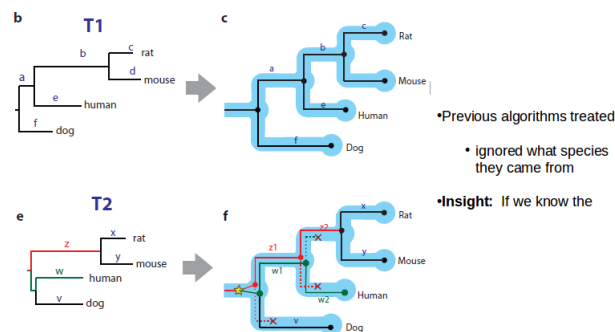 b
T1
c
rat
c
b
d
mouse
a
e
human
f
dog
c
Rat
b
a
Mouse
e
Human
f
Dog
•Previous algorithms treated
• ignored what species
they came from
•Insight: If we know the
e
T2
f
x
rat
z
y
mouse
w
human
v
dog
x
Rat
z2
z1
y
w1
Mouse
w2
Human
v
Dog